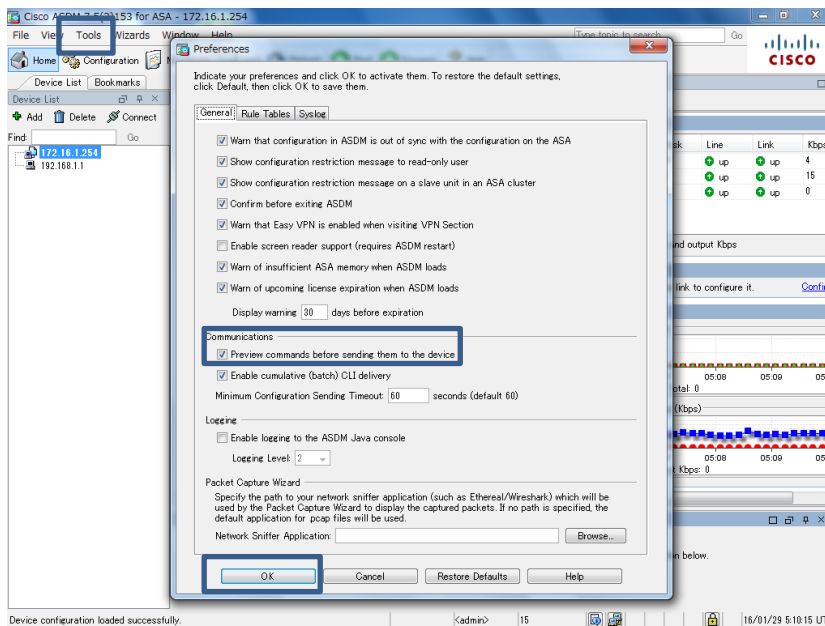 Cisco ASDM 7.5(2)153 for ASA - 172.16.1.254
File View Tools Wizards Window Help
Type topic to search
Go
Home
Configuration
CISCO
Device List
Bookmarks
Device List
Add
Delete
Connect
Find:
Go
172.16.1.254
192.168.1.1
Preferences
Indicate your preferences and click OK to activate them. To restore the default settings,
click Default, then click OK to save them.
General
Rule Tables
Syslog
Warn that configuration in ASDM is out of sync with the configuration on the ASA
Show configuration restriction message to read-only user
Show configuration restriction message on a slave unit in an ASA cluster
Confirm before exiting ASDM
Warn that Easy VPN is enabled when visiting VPN Section
Enable screen reader support (requires ASDM restart)
Warn of insufficient ASA memory when ASDM loads
Warn of upcoming license expiration when ASDM loads
Display warning 30 days before expiration
Communications
Preview commands before sending them to the device
Enable cumulative (batch) CLI delivery
Minimum Configuration Sending Timeout: 60 seconds (default 60)
Logging
Enable logging to the ASDM Java console
Logging Level: 2
Packet Capture Wizard
Specify the path to your network sniffer application (such as Ethereal/Wireshark) which will be
used by the Packet Capture Wizard to display the captured packets. If no path is specified, the
default application for pcap files will be used.
Network Sniffer Application:
Browse...
OK
Cancel
Restore Defaults
Help
sk Line Link Kbps
up up 4
up up 15
up up 0
and output Kbps
link to configure it.
Confi
05:08 05:09 05
otal: 0
(Kbps)
05:08 05:09 05
t Kbps: 0
n below.
Device configuration loaded successfully.
<admin>
15
16/01/29 5:10:15 UT